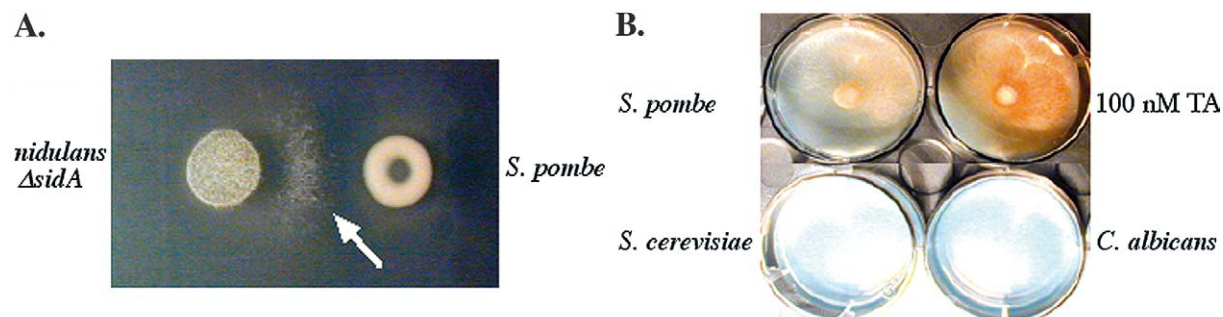 A.
nidulans
ΔsidA
S. pombe
B.
S. pombe
100 nM TA
S. cerevisiae
C. albicans